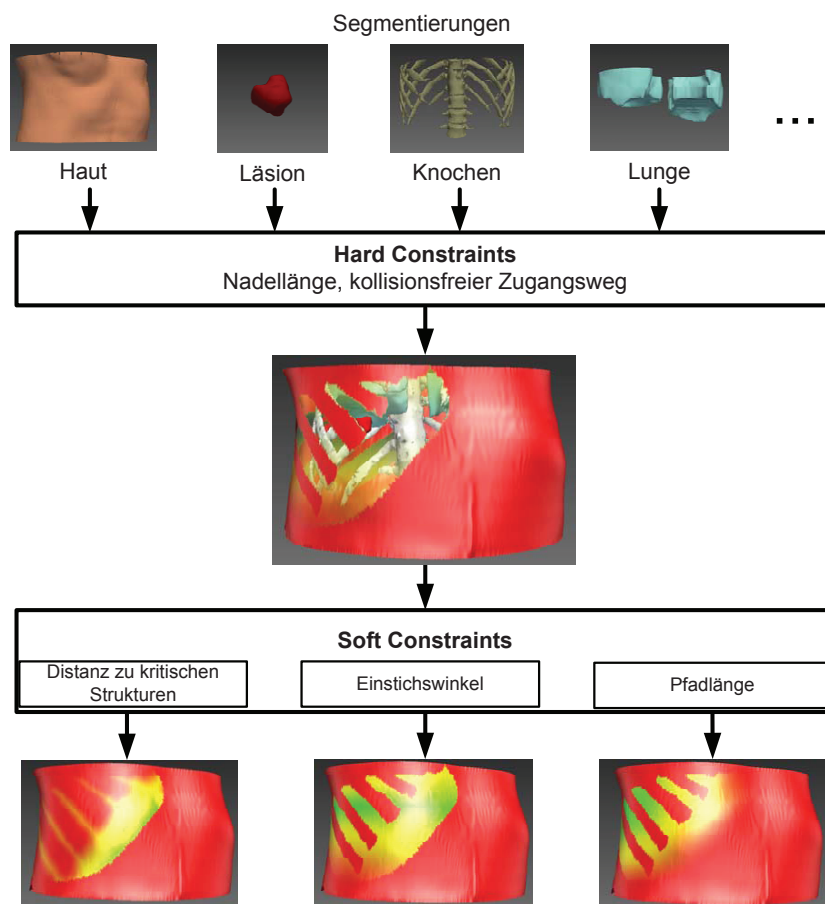 Segmentierungen
...
Haut
Läsion
Knochen
Lunge
Hard Constraints
Nadellänge, kollisionsfreier Zugangsweg
Soft Constraints
Distanz zu kritischen
Strukturen
Einstichswinkel
Pfadlänge